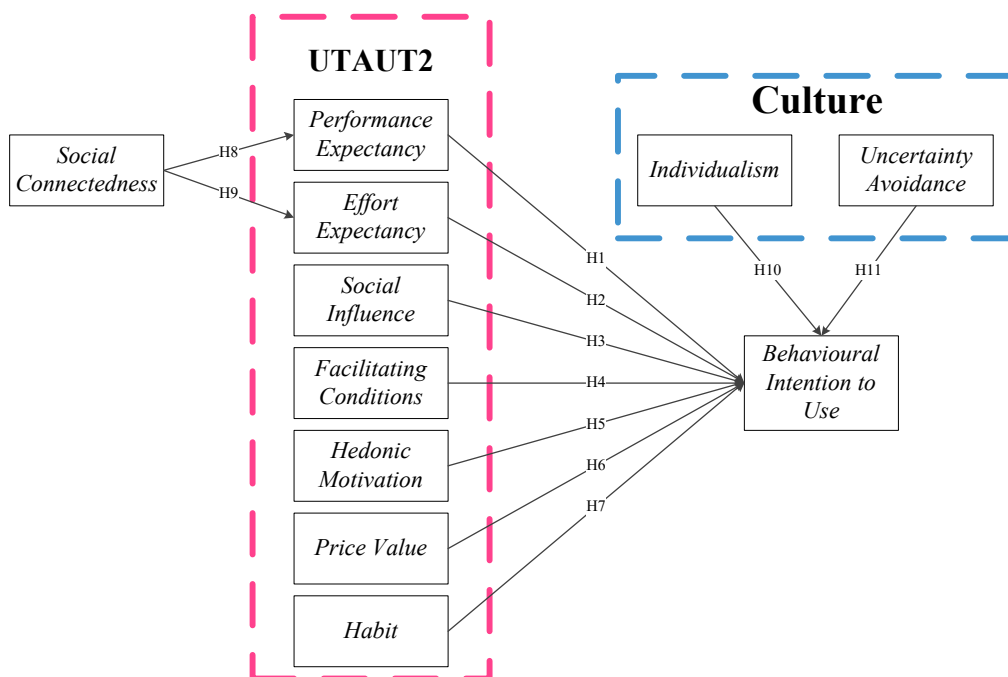 UTAUT2
Culture
Social
Connectedness
H8
H9
Performance
Expectancy
Effort
Expectancy
Social
Influence
Facilitating
Conditions
Hedonic
Motivation
Price Value
Habit
H1
H2
H3
H4
H5
H6
H7
Individualism
Uncertainty
Avoidance
H10
H11
Behavioural
Intention to
Use